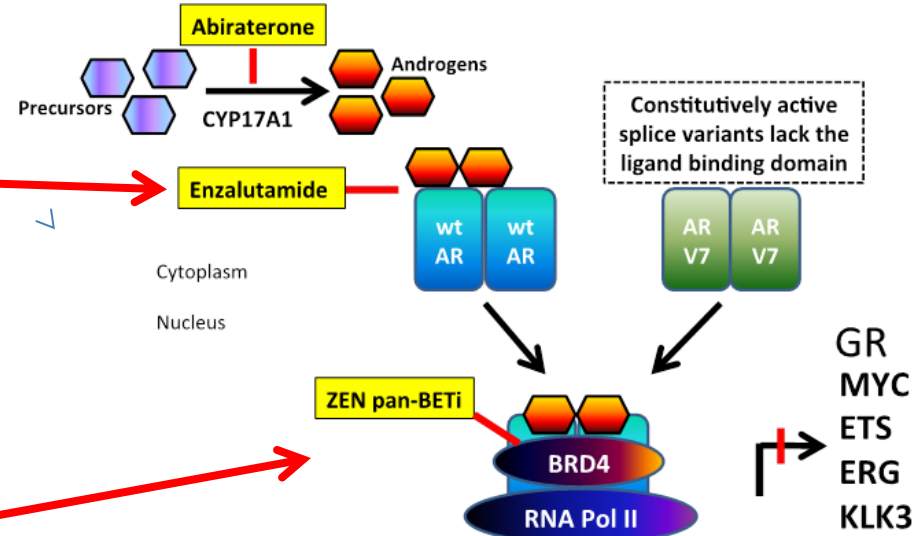 Abiraterone
Precursors
CYP17A1
Androgens
Constitutively active
splice variants lack the
ligand binding domain
Enzalutamide
wt
AR
wt
AR
AR
V7
AR
V7
Cytoplasm
Nucleus
ZEN pan-BETi
BRD4
RNA Pol II
GR
MYC
ETS
ERG
KLK3